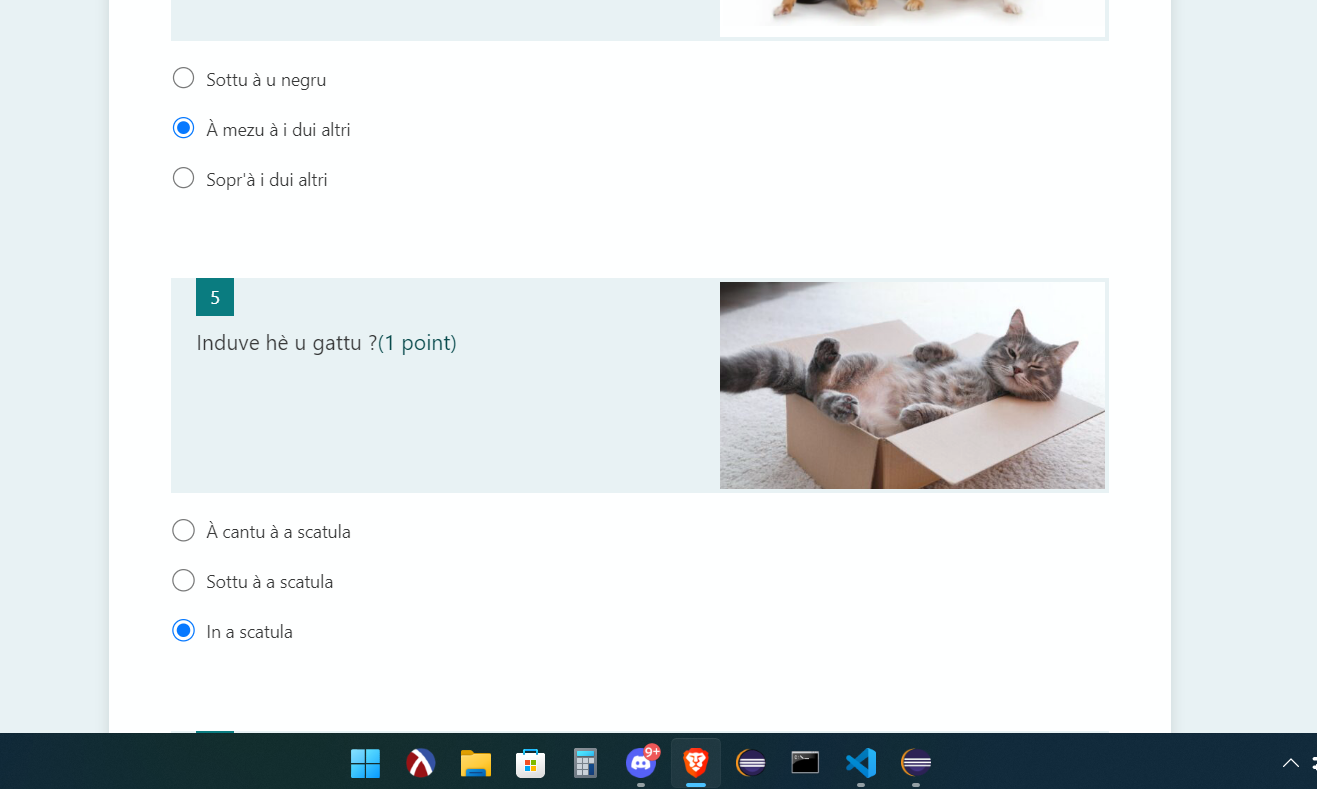 Sottu à u negru
À mezu à i dui altri
Sopr'à i dui altri
5
Induve hè u gattu ?(1 point)
À cantu à a scatula
Sottu à a scatula
In a scatula
9+